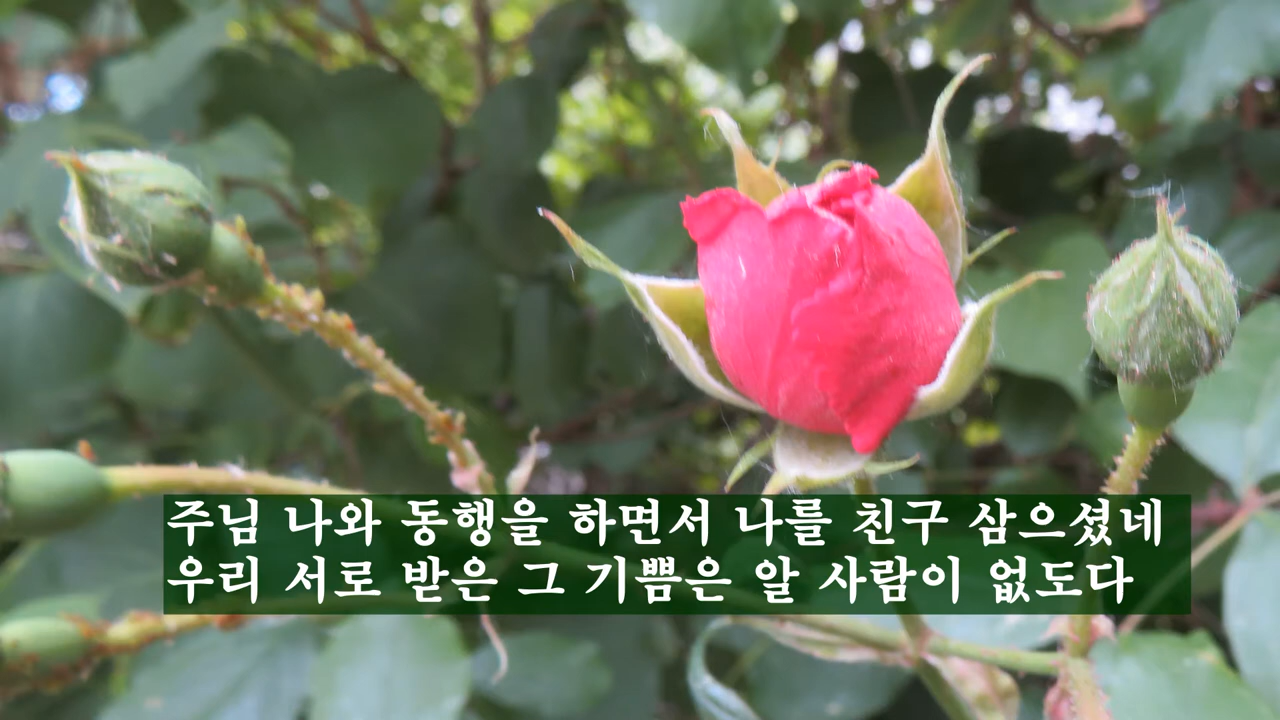 주님 나와 동행을 하면서 나를 친구 삼으셨네
우리 서로 받은 그 기쁨은 알 사람이 없도다